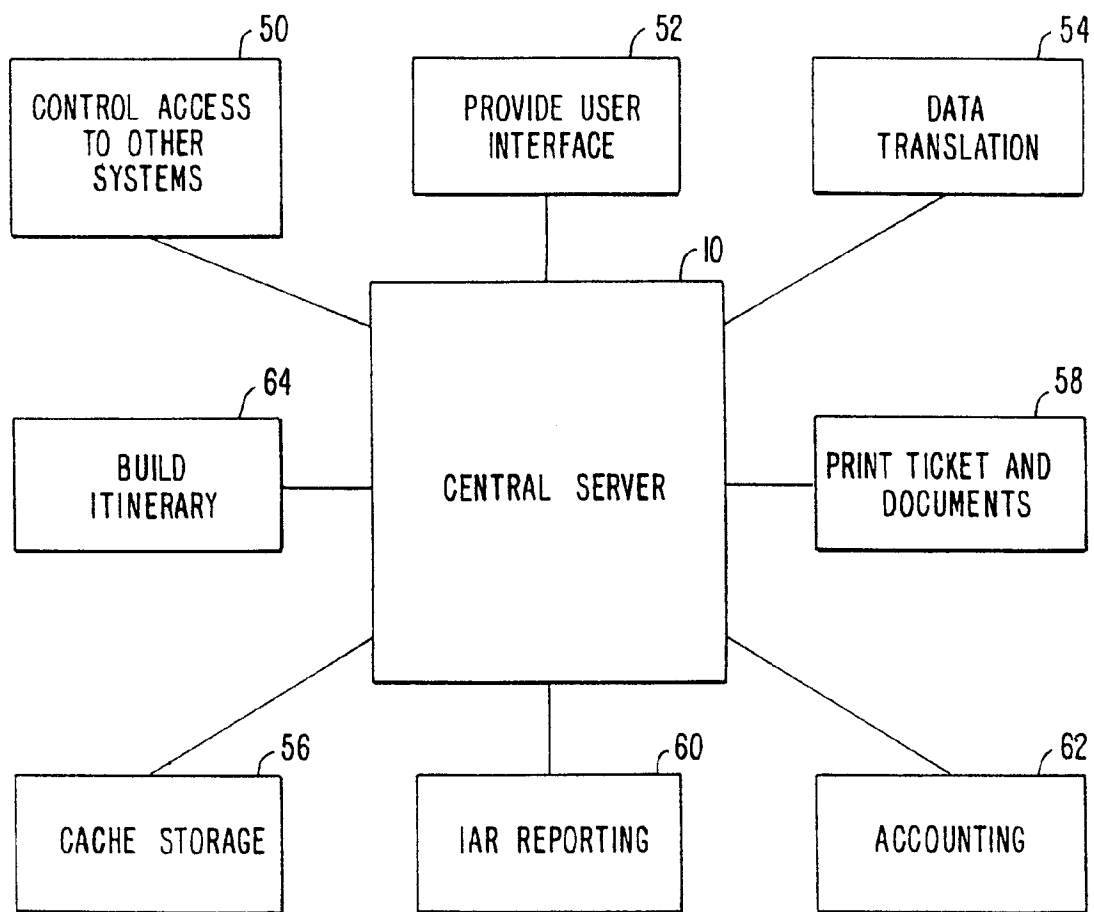 50
52
54
CONTROL ACCESS
TO OTHER
SYSTEMS
PROVIDE USER
INTERFACE
DATA
TRANSLATION
10
CENTRAL SERVER
64
BUILD
ITINERARY
58
PRINT TICKET AND
DOCUMENTS
56
CACHE STORAGE
60
IAR REPORTING
62
ACCOUNTING